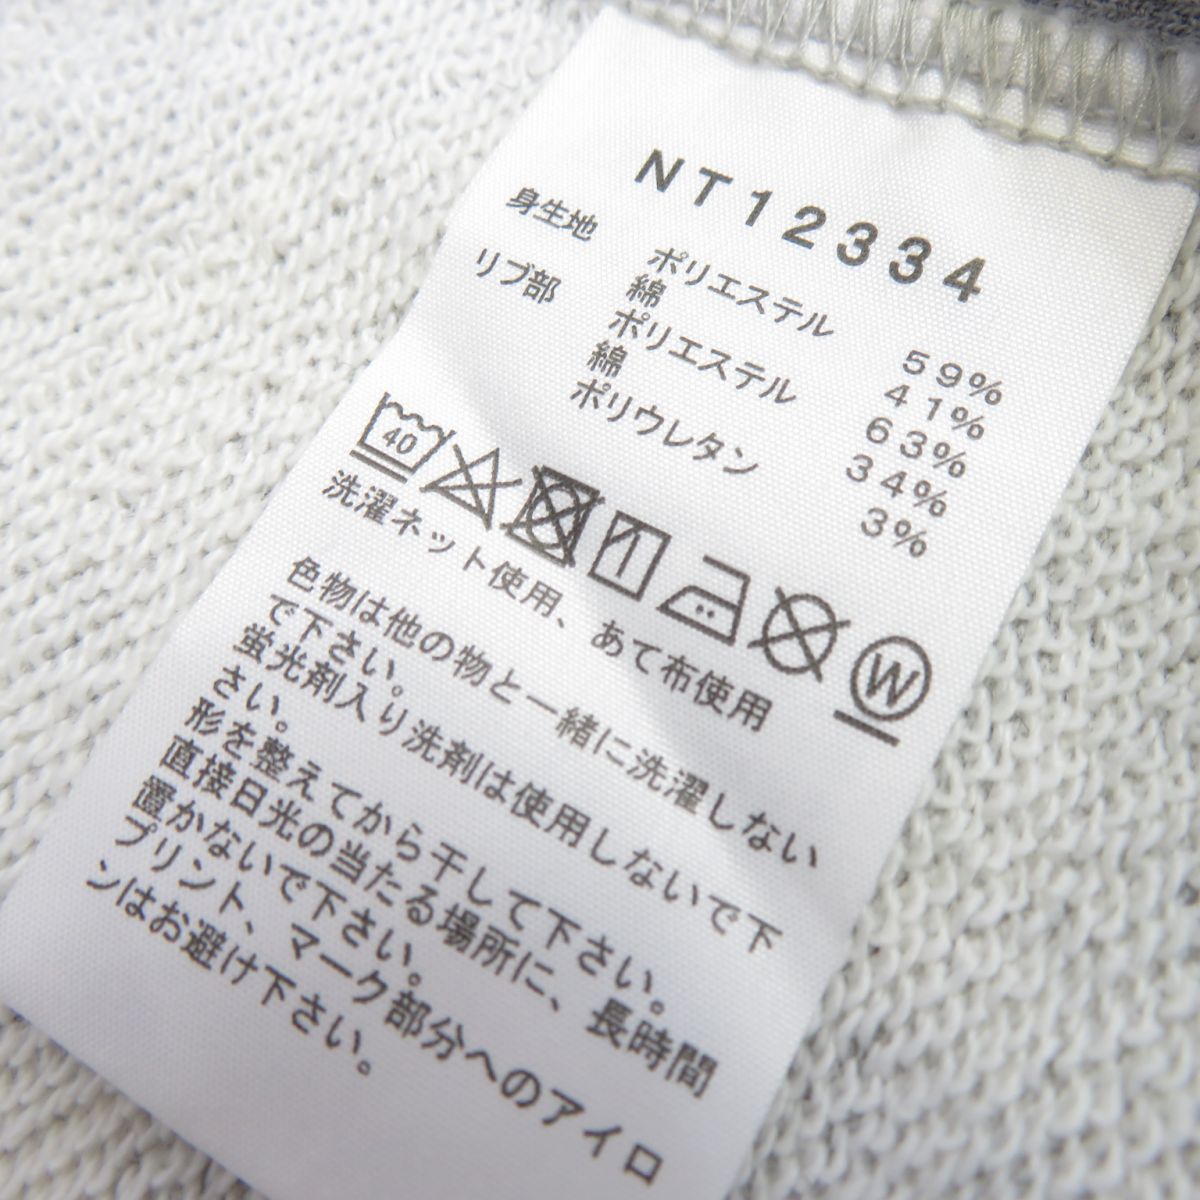 NT12334
身生地 ポリエステル 59%
綿 41%
リブ部 ポリエステル 63%
綿 34%
ポリウレタン 3%
40 W
洗濯ネット使用、あて布使用
色物は他の物と一緒に洗濯しない
で下さい。
蛍光剤入り洗剤は使用しないで下
さい。
形を整えてから干して下さい。
直接日光の当たる場所に、長時間
置かないで下さい。
プリント、マーク部分へのアイロ
ンはお避け下さい。